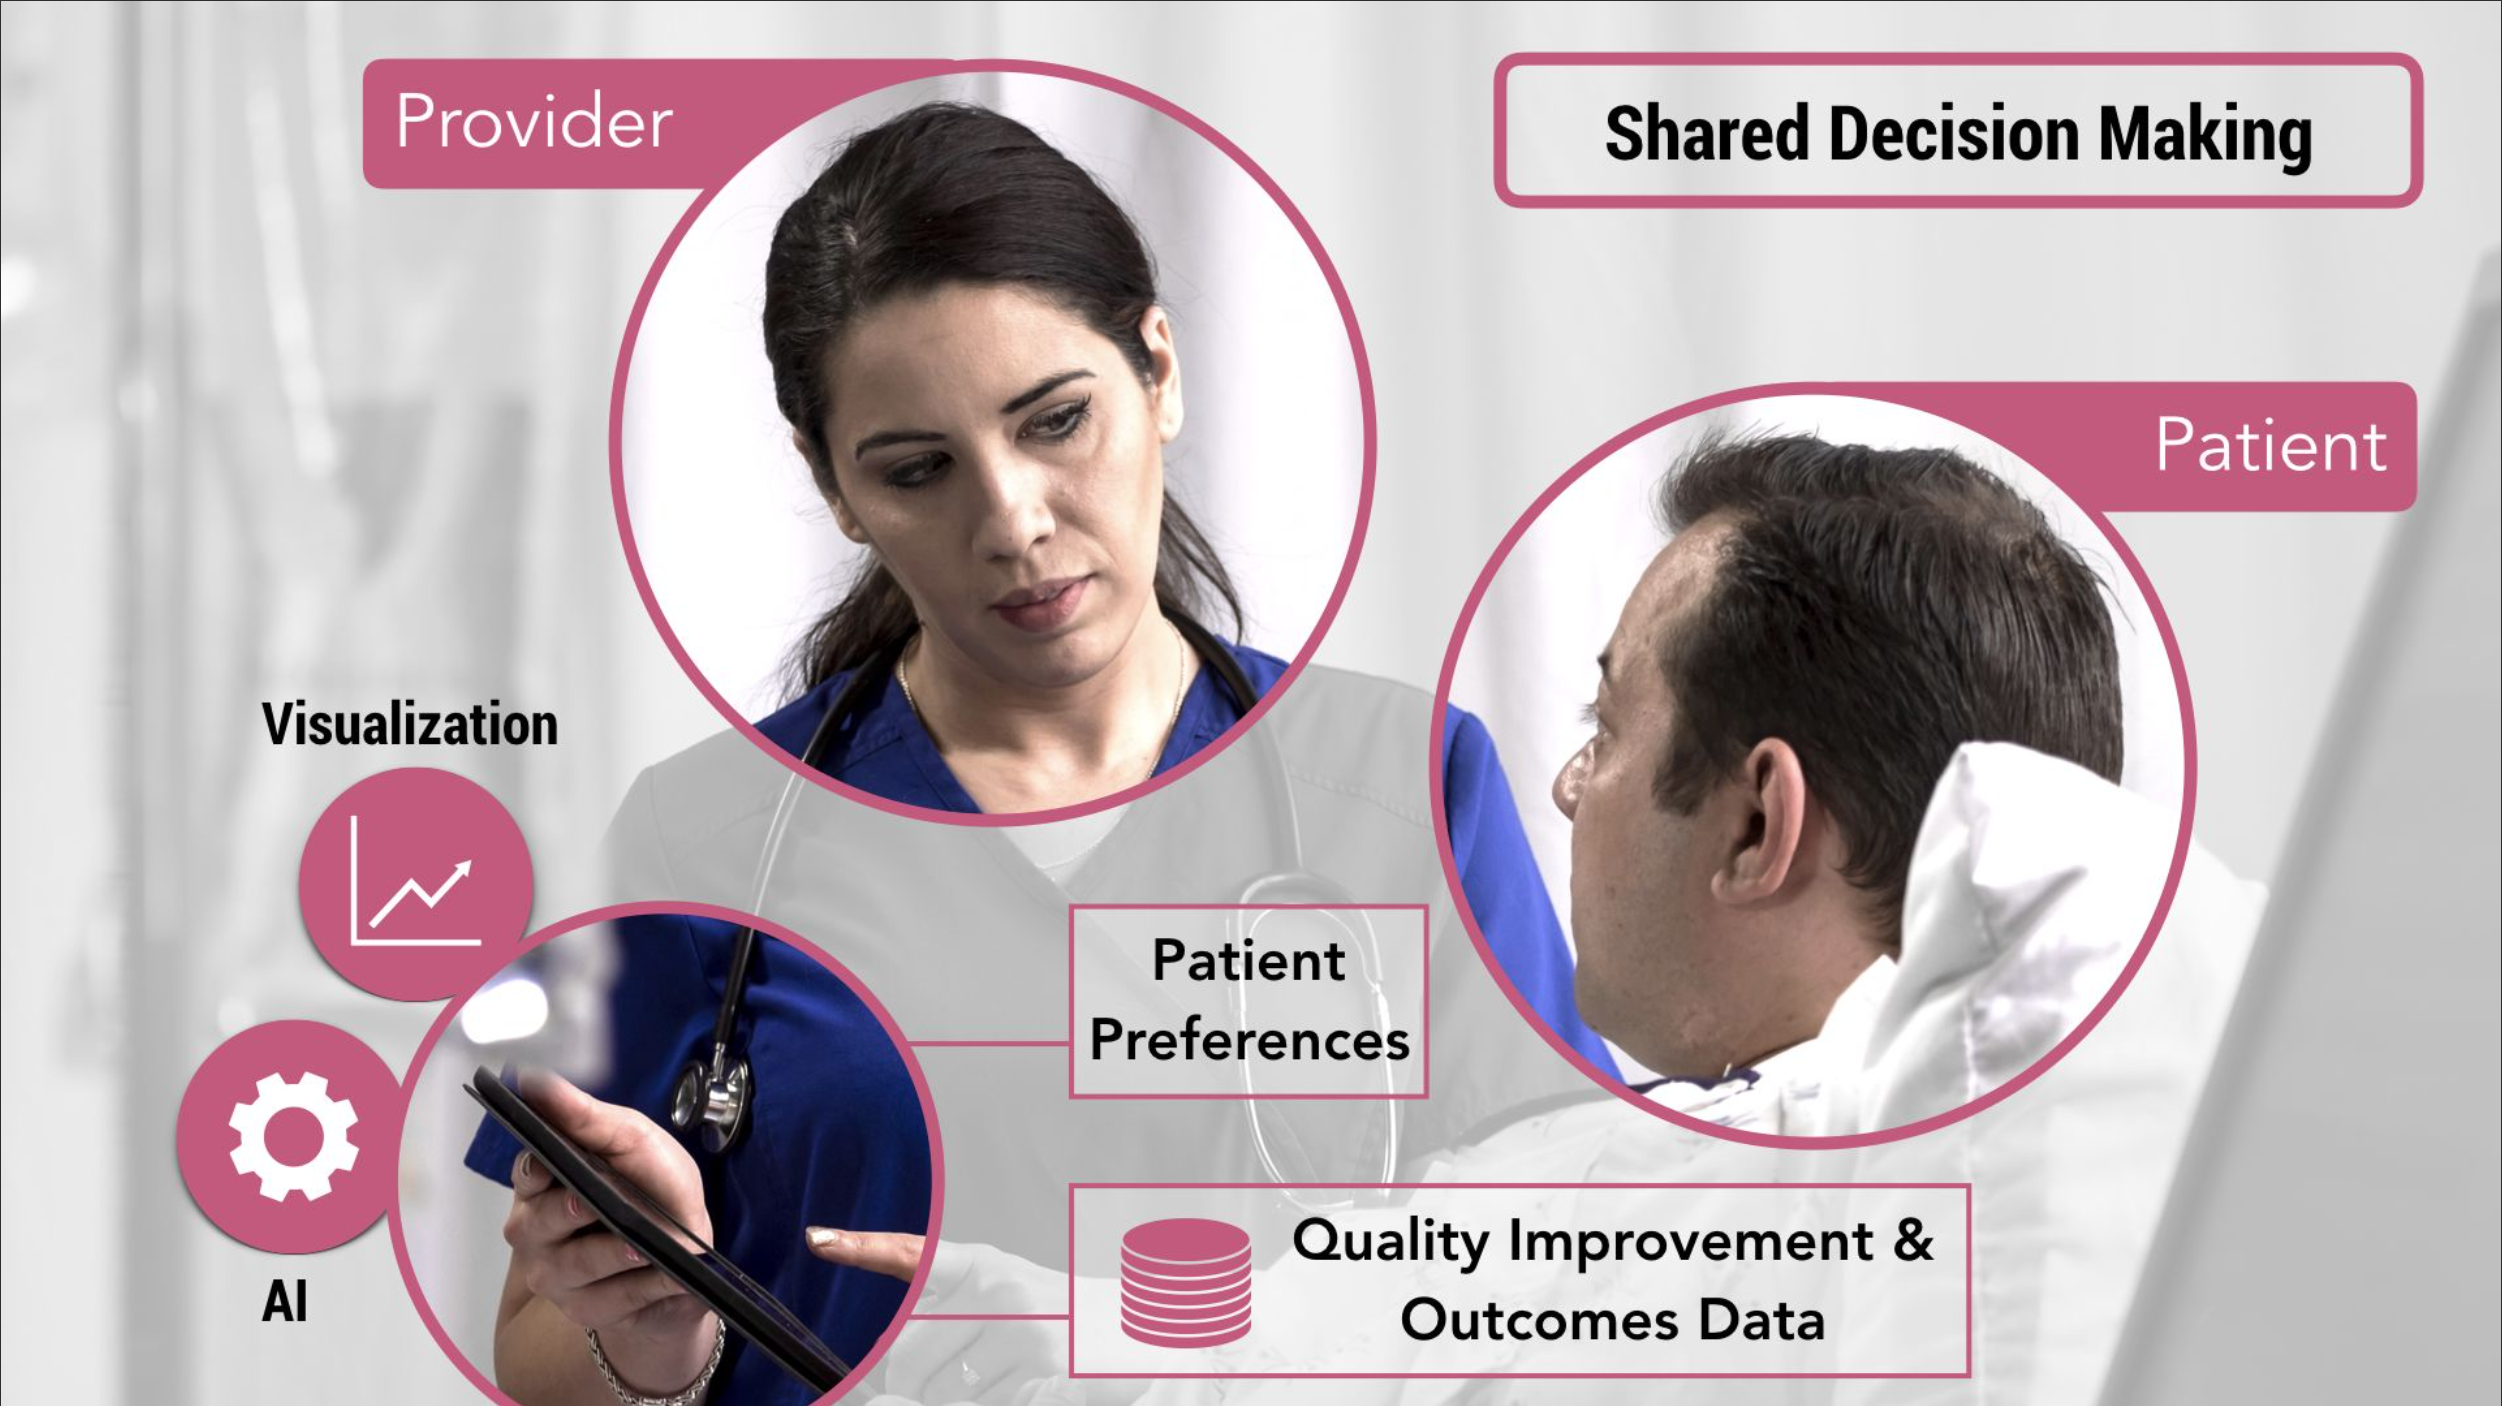 Provider
Shared Decision Making
Patient
Visualization
Patient
Preferences
AI
Quality Improvement &
Outcomes Data